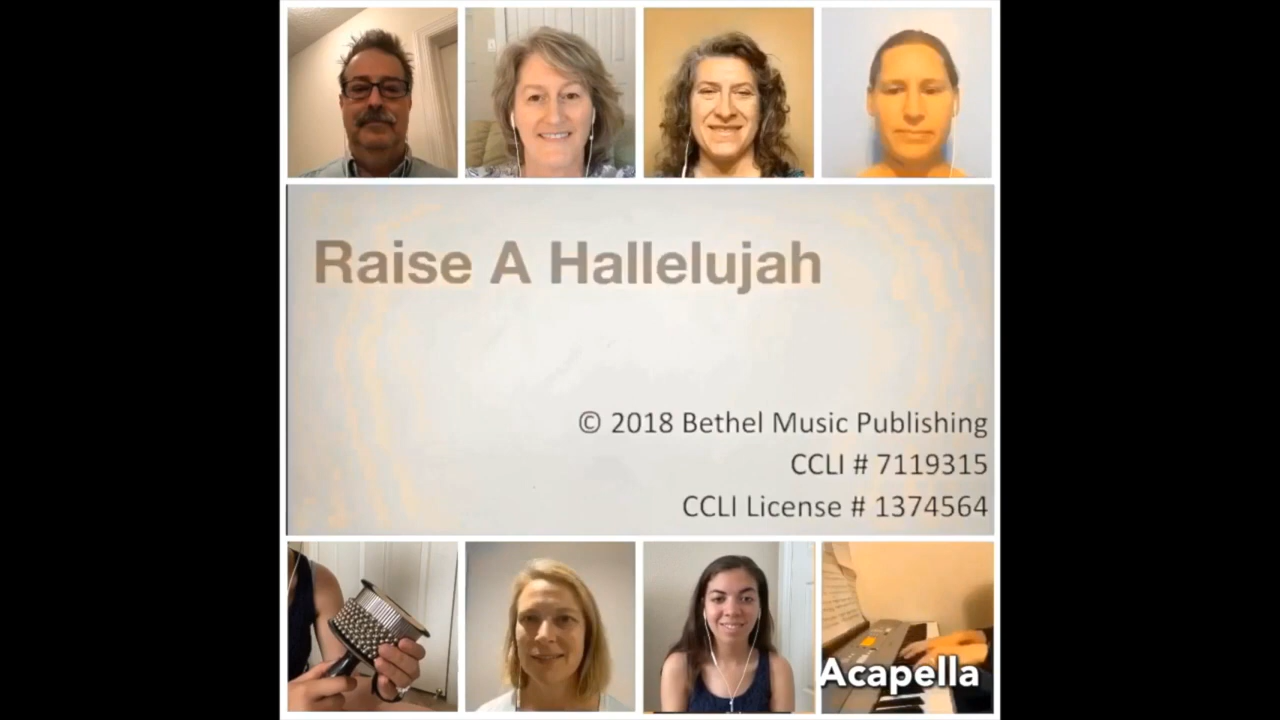 Raise A Hallelujah
© 2018 Bethel Music Publishing
CCLI # 7119315
CCLI License # 1374564
Acapella